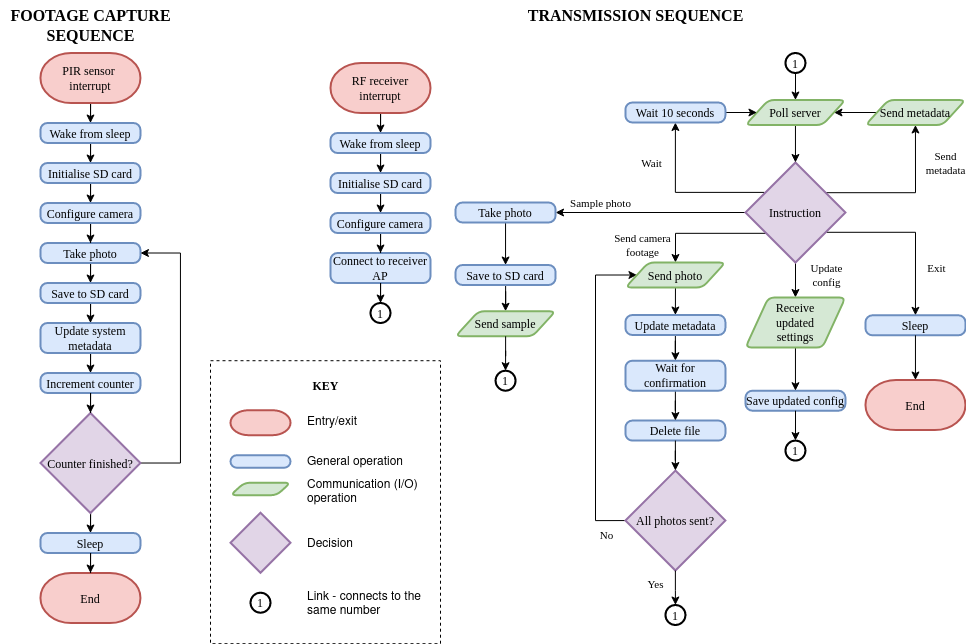 FOOTAGE CAPTURE
SEQUENCE
PIR sensor
interrupt
Wake from sleep
Initialise SD card
Configure camera
Take photo
Save to SD card
Update system
metadata
Increment counter
Counter finished?
Sleep
End
TRANSMISSION SEQUENCE
RF receiver
interrupt
Wake from sleep
Initialise SD card
Configure camera
Connect to receiver
AP
1
KEY
Entry/exit
General operation
Communication (I/O)
operation
Decision
1
Link - connects to the
same number
1
Wait 10 seconds
Poll server
Send metadata
Wait
Send
metadata
Instruction
Sample photo
Take photo
Save to SD card
Send sample
1
Send camera
footage
Send photo
Update metadata
Wait for
confirmation
Delete file
All photos sent?
No
Yes
1
Update
config
Receive
updated
settings
Save updated config
1
Exit
Sleep
End